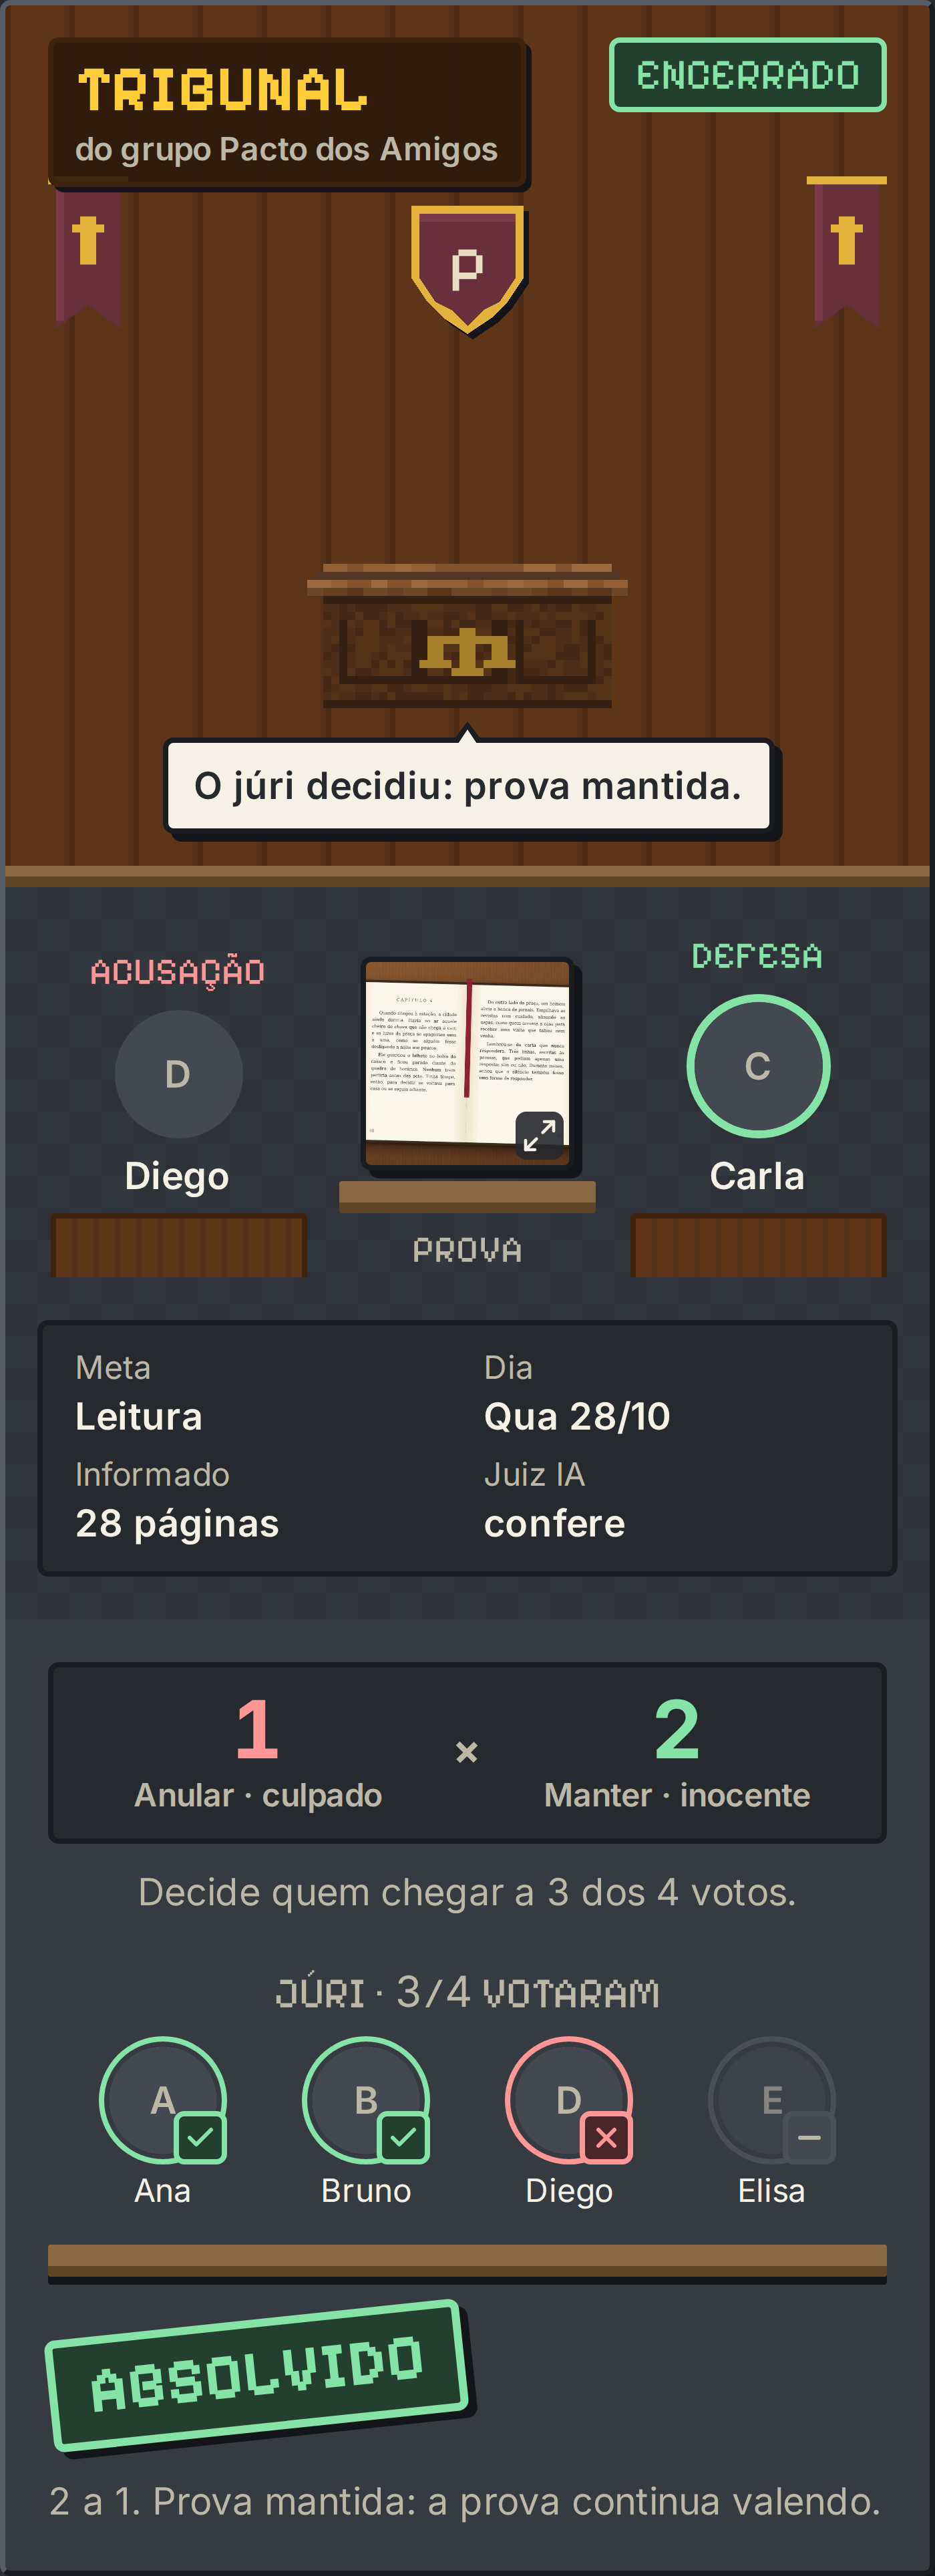 TRIBUNAL
do grupo Pacto dos Amigos
ENCERRADO
P
O júri decidiu: prova mantida.
ACUSAÇÃO
D
Diego
CAPÍTULO
PROVA
DEFESA
C
Carla
Meta
Leitura
Dia
Qua 28/10
Informado
28 páginas
Juiz IA
confere
1 × 2
Anular · culpado
Manter · inocente
Decide quem chegar a 3 dos 4 votos.
JÚRI · 3/4 VOTARAM
A B D E
Ana Bruno Diego Elisa
ABSOLVIDO
2 a 1. Prova mantida: a prova continua valendo.